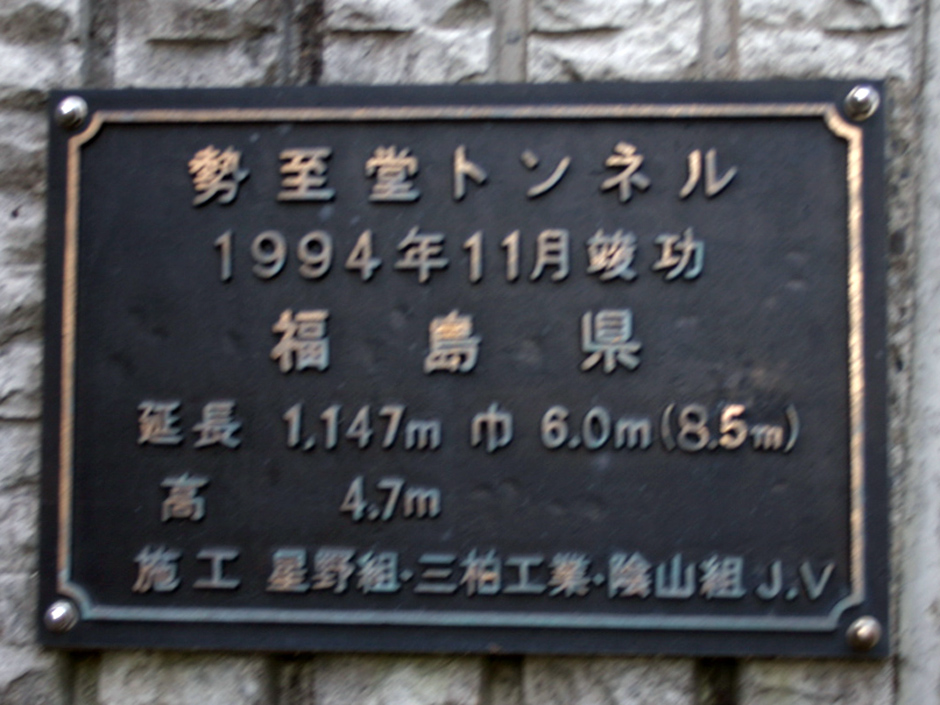 勢至堂トンネル
1994年11月竣功
福島県
延長 1,147m 巾 6.0m(8.5m)
高 4.7m
施工 星野組・三柏工業・陰山組 J.V